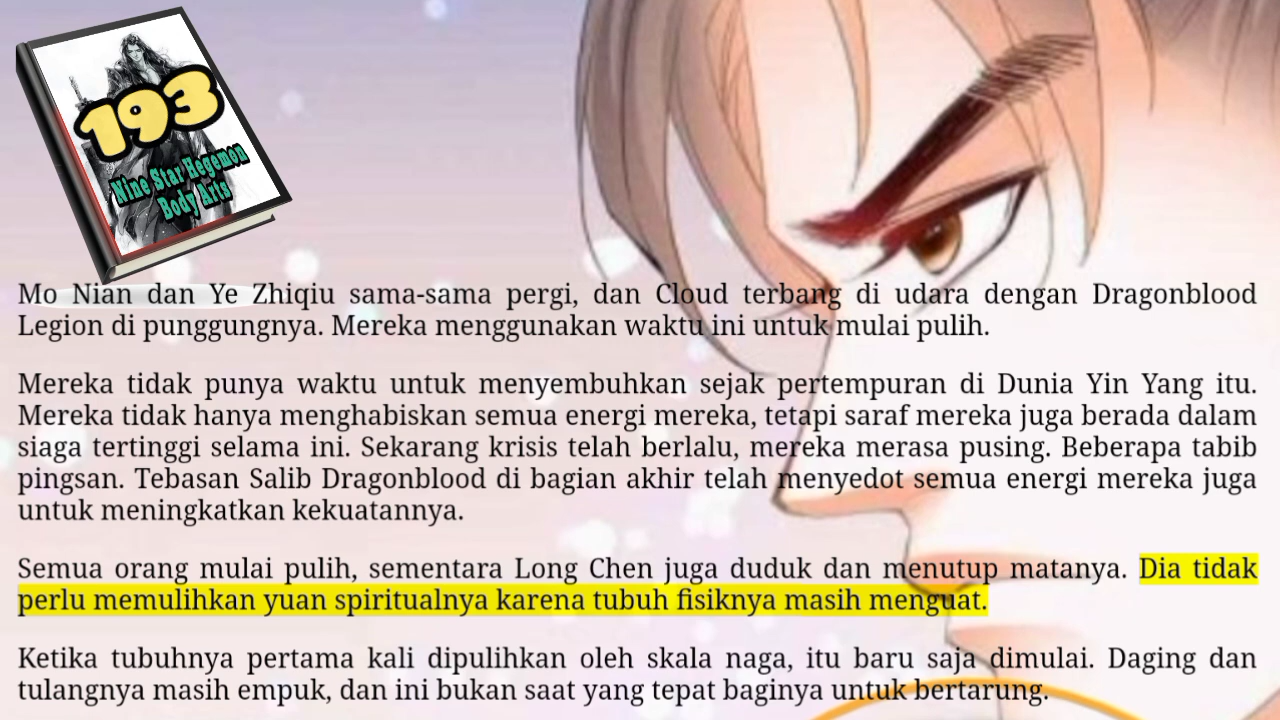 193
Nine Star Hegemon
Body Arts
Mo Nian dan Ye Zhiqiu sama-sama pergi, dan Cloud terbang di udara dengan Dragonblood
Legion di punggungnya. Mereka menggunakan waktu ini untuk mulai pulih.
Mereka tidak punya waktu untuk menyembuhkan sejak pertempuran di Dunia Yin Yang itu.
Mereka tidak hanya menghabiskan semua energi mereka, tetapi saraf mereka juga berada dalam
siaga tertinggi selama ini. Sekarang krisis telah berlalu, mereka merasa pusing. Beberapa tabib
pingsan. Tebasan Salib Dragonblood di bagian akhir telah menyedot semua energi mereka juga
untuk meningkatkan kekuatannya.
Semua orang mulai pulih, sementara Long Chen juga duduk dan menutup matanya. Dia tidak
perlu memulihkan yuan spiritualnya karena tubuh fisiknya masih menguat.
Ketika tubuhnya pertama kali dipulihkan oleh skala naga, itu baru saja dimulai. Daging dan
tulangnya masih empuk, dan ini bukan saat yang tepat baginya untuk bertarung.